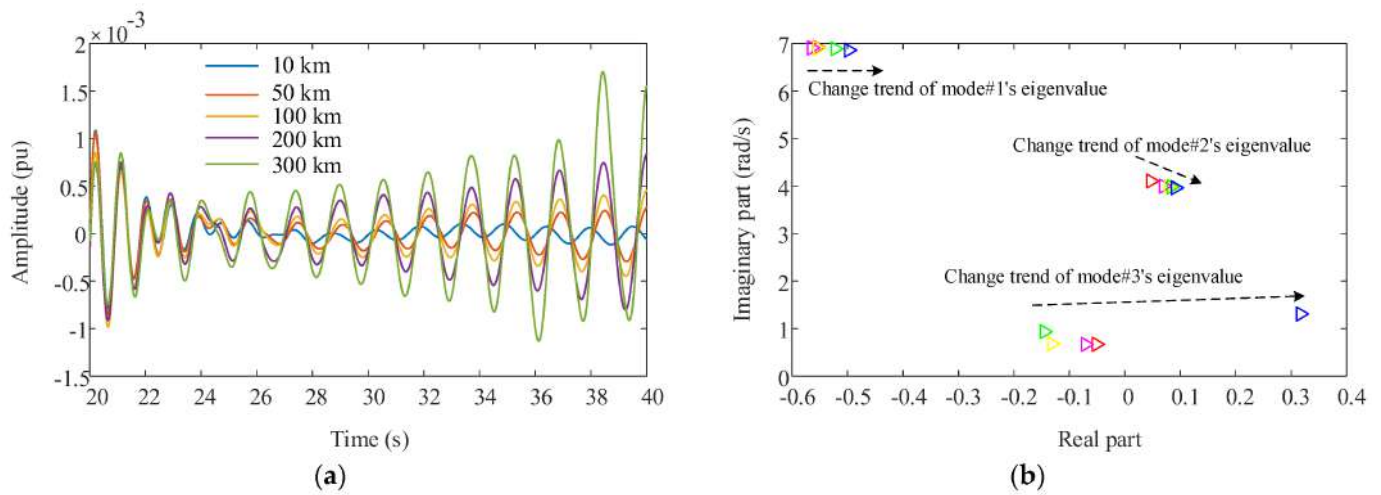 2 × 10⁻³
1.5
1
0.5
0
-0.5
-1
-1.5
Amplitude (pu)
10 km
50 km
100 km
200 km
300 km
20 22 24 26 28 30 32 34 36 38 40
Time (s)
(a)
7
6
5
4
3
2
1
0
Imaginary part (rad/s)
Change trend of mode#1's eigenvalue
Change trend of mode#2's eigenvalue
Change trend of mode#3's eigenvalue
-0.6 -0.5 -0.4 -0.3 -0.2 -0.1 0 0.1 0.2 0.3 0.4
Real part
(b)